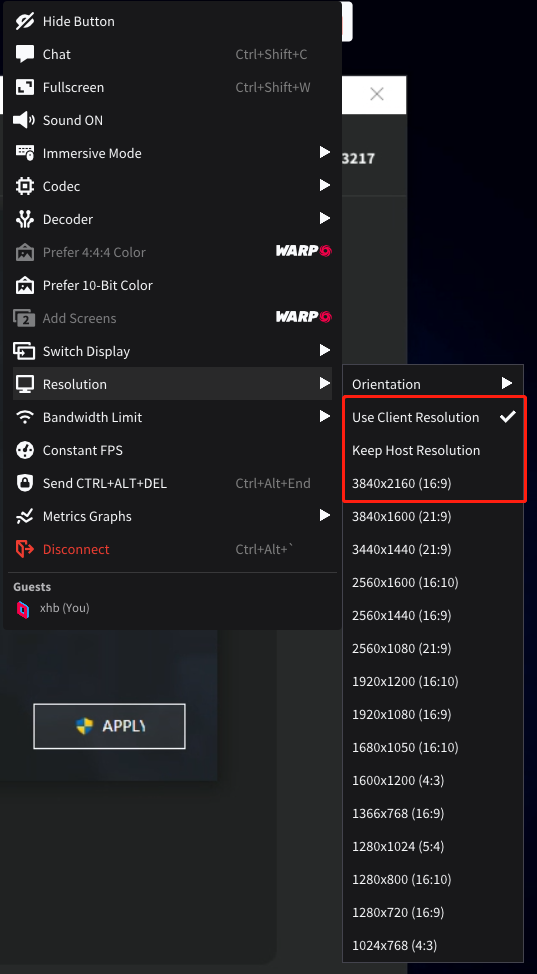 Hide Button
Chat Ctrl+Shift+C
Fullscreen Ctrl+Shift+W
Sound ON
Immersive Mode
3217
Codec
Decoder
Prefer 4:4:4 Color WARP
Prefer 10-Bit Color
2 Add Screens WARP
Switch Display
Resolution
Bandwidth Limit
Constant FPS
Send CTRL+ALT+DEL Ctrl+Alt+End
Metrics Graphs
Disconnect Ctrl+Alt+`
Guests
xhb (You)
APPLY
Orientation
Use Client Resolution
Keep Host Resolution
3840x2160 (16:9)
3840x1600 (21:9)
3440x1440 (21:9)
2560x1600 (16:10)
2560x1440 (16:9)
2560x1080 (21:9)
1920x1200 (16:10)
1920x1080 (16:9)
1680x1050 (16:10)
1600x1200 (4:3)
1366x768 (16:9)
1280x1024 (5:4)
1280x800 (16:10)
1280x720 (16:9)
1024x768 (4:3)